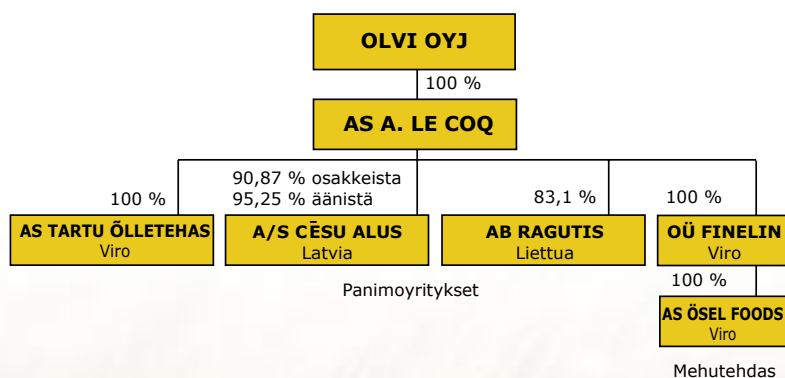 OLVI OYJ
100 %
AS A. LE COQ
90,87 % osakkeista
100 %
95,25 % äänistä
83,1 %
100 %
AS TARTU ÕLLETEHAS
Viro
A/S CĒSU ALUS
Latvia
AB RAGUTIS
Liettua
OÜ FINELIN
Viro
100 %
Panimoyritykset
AS ÖSEL FOODS
Viro
Mehutehdas